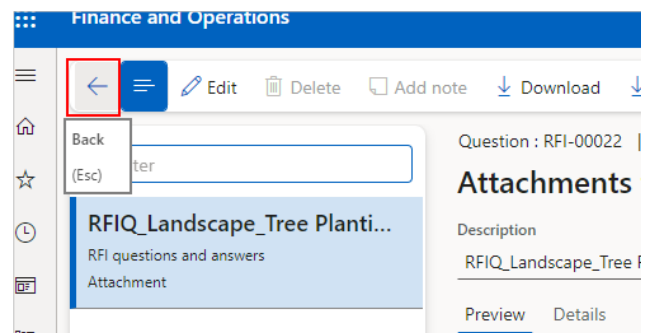 Finance and Operations
Edit Delete Add note Download
Back
(Esc)
ter
Question : RFI-00022 |
Attachments
RFIQ_Landscape_Tree Planti...
RFI questions and answers
Attachment
Description
RFIQ_Landscape_Tree
Preview Details